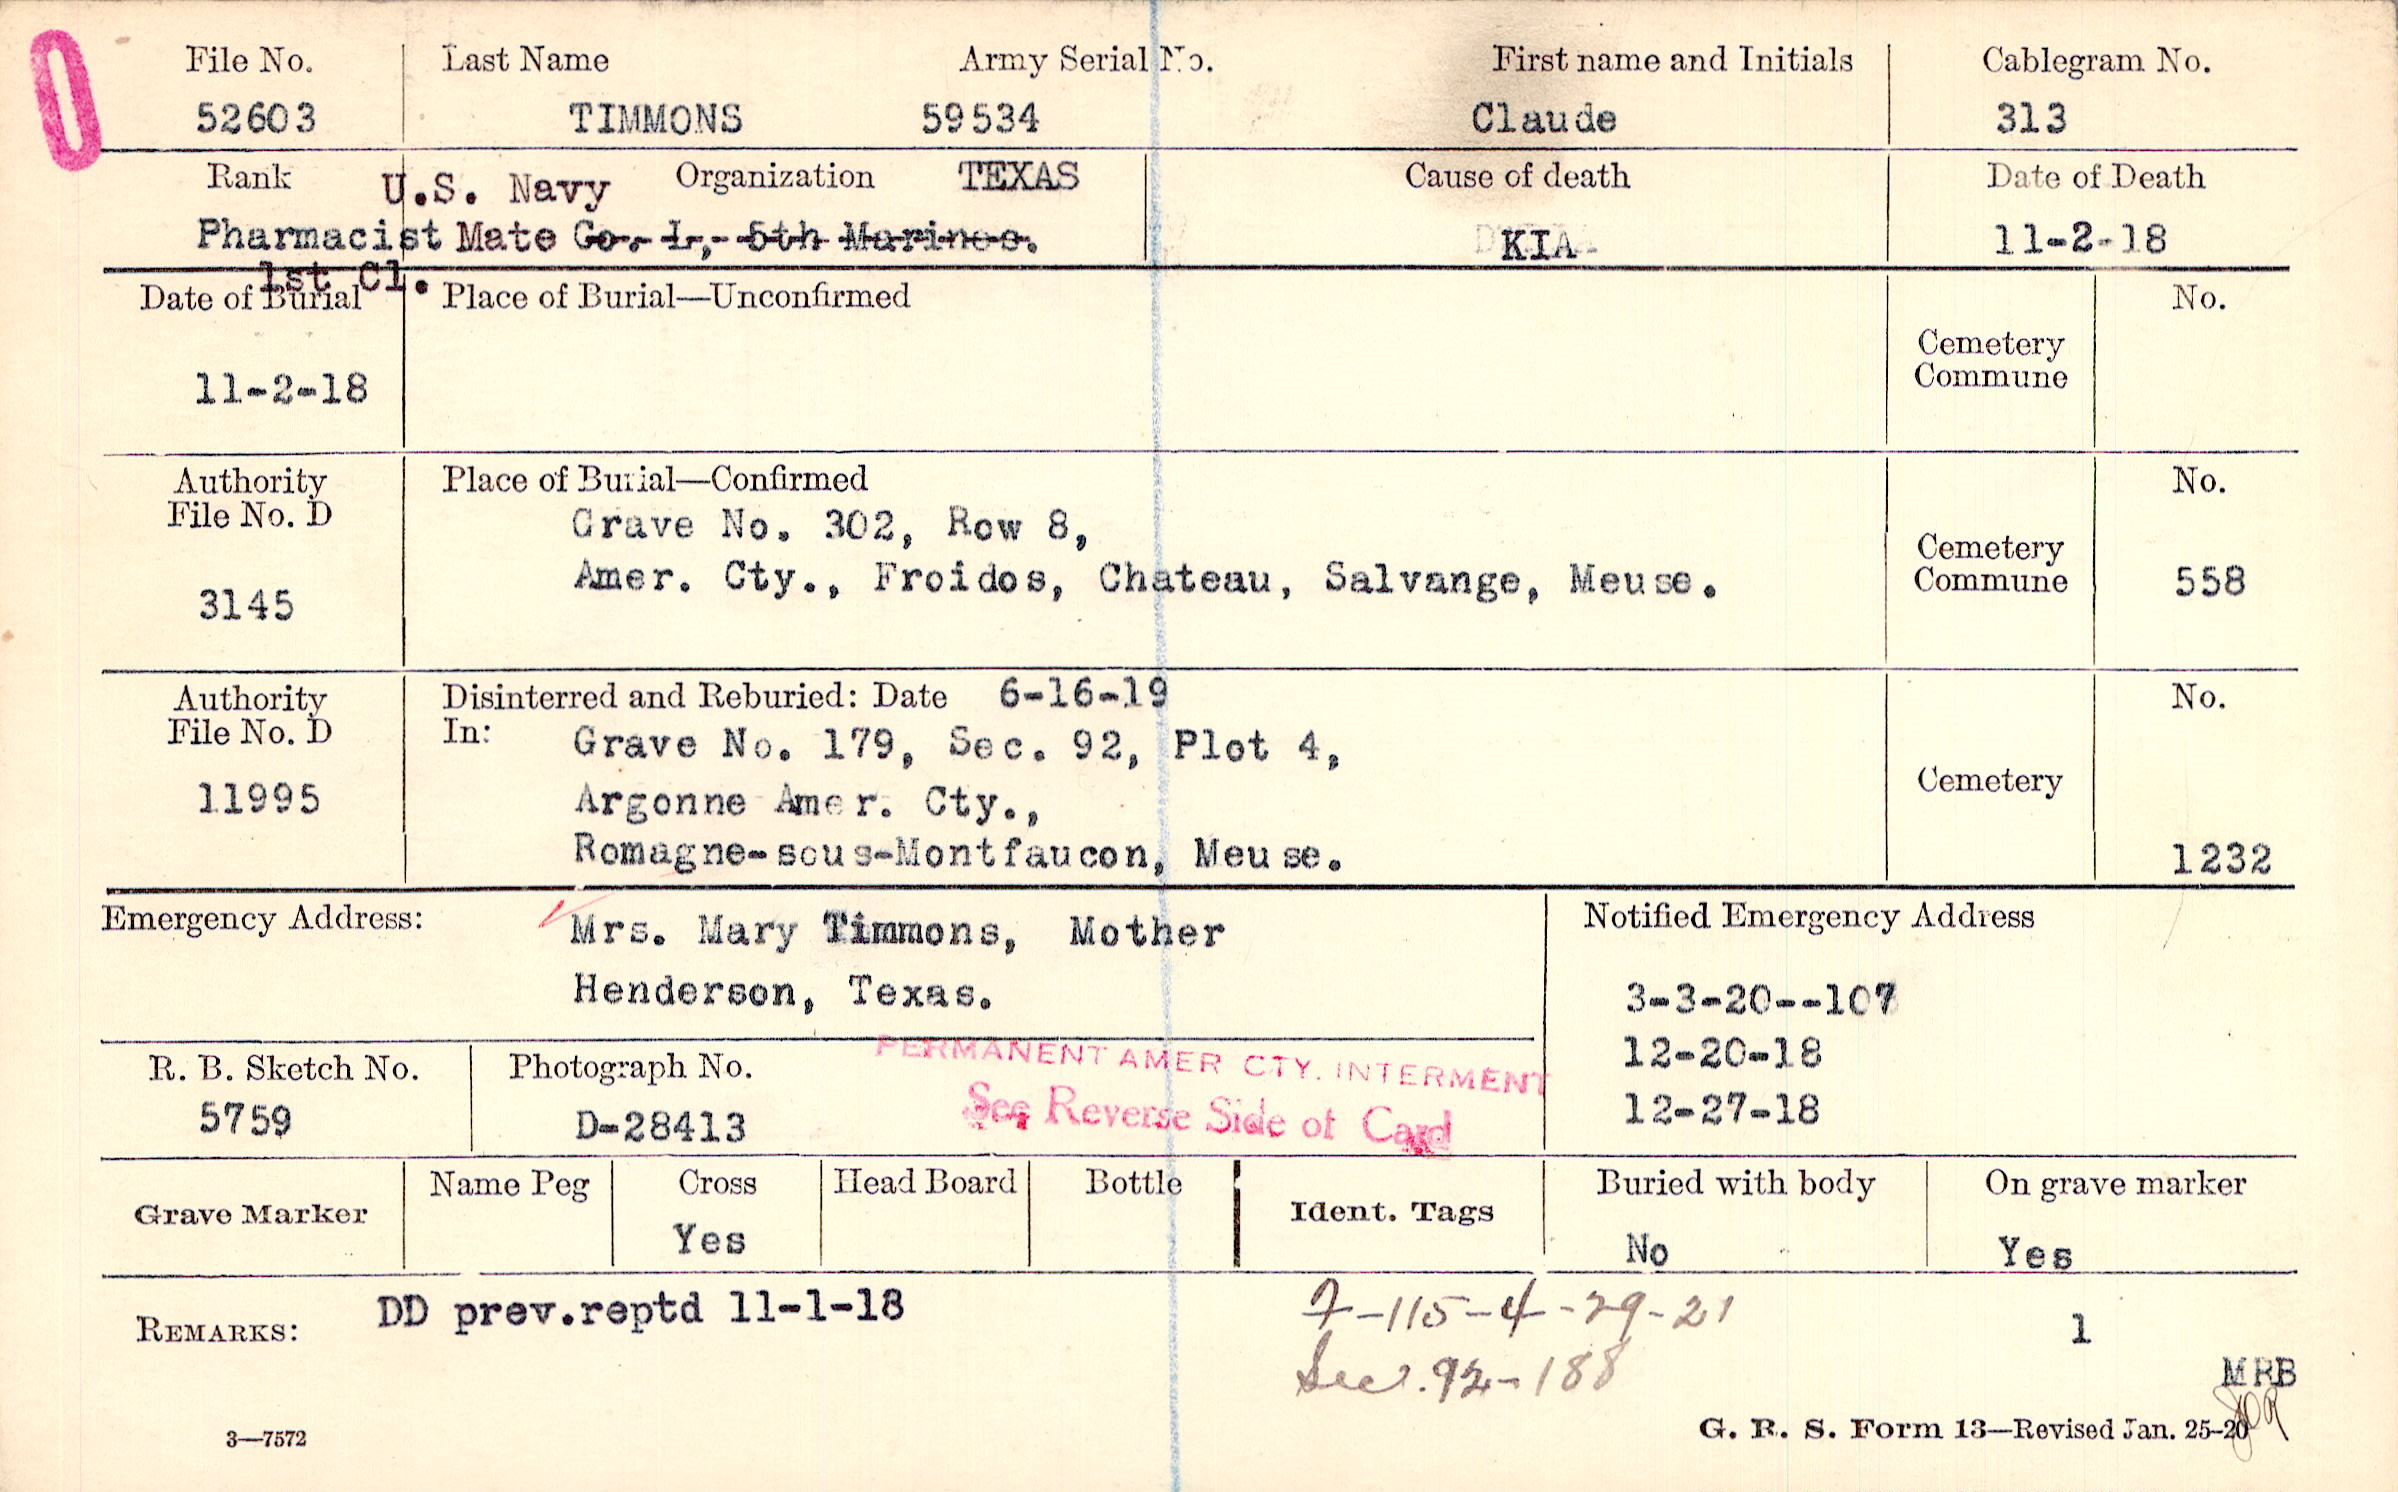 File No. Last Name Army Serial No. First name and Initials Cablegram No.
52603 TIMMONS 59534 Claude 313
Rank U.S. Navy Organization TEXAS Cause of death Date of Death
Pharmacist Mate Co. L, 5th Marines. KIA 11-2-18
1st Cl.
Date of Burial Place of Burial—Unconfirmed No.
Cemetery
Commune
11-2-18
Authority Place of Burial—Confirmed No.
File No. D
Grave No. 302, Row 8,
Cemetery
Amer. Cty., Froidos, Chateau, Salvange, Meuse. Commune 558
3145
Authority Disinterred and Reburied: Date 6-16-19 No.
File No. D In: Grave No. 179, Sec. 92, Plot 4,
Cemetery
11995 Argonne Amer. Cty.,
Romagne-sous-Montfaucon, Meuse. 1232
Emergency Address: Mrs. Mary Timmons, Mother Notified Emergency Address
Henderson, Texas. 3-3-20--107
PERMANENT AMER CTY. INTERMENT 12-20-18
R. B. Sketch No. Photograph No.
See Reverse Side of Card 12-27-18
5759 D-28413
Name Peg Cross Head Board Bottle Buried with body On grave marker
Grave Marker Ident. Tags
Yes No Yes
REMARKS: DD prev.reptd 11-1-18 7-115-4-29-21 1
Sec. 92-188 MRB
3—7572 G. R. S. Form 13—Revised Jan. 25-20